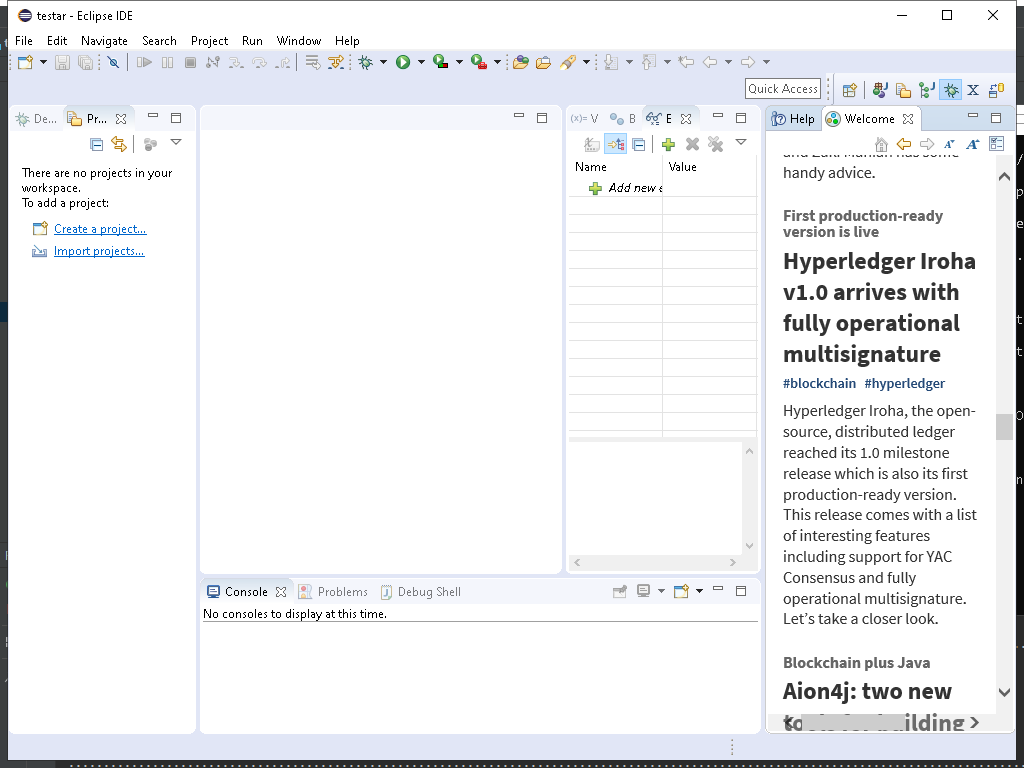 testar - Eclipse IDE
File Edit Navigate Search Project Run Window Help
Quick Access
De... Pr...
There are no projects in your
workspace.
To add a project:
Create a project...
Import projects...
(x)= V B E
Name Value
Add new e
Console Problems Debug Shell
No consoles to display at this time.
Help Welcome
handy advice.
First production-ready
version is live
Hyperledger Iroha
v1.0 arrives with
fully operational
multisignature
#blockchain #hyperledger
Hyperledger Iroha, the open-
source, distributed ledger
reached its 1.0 milestone
release which is also its first
production-ready version.
This release comes with a list
of interesting features
including support for YAC
Consensus and fully
operational multisignature.
Let's take a closer look.
Blockchain plus Java
Aion4j: two new
tools for building